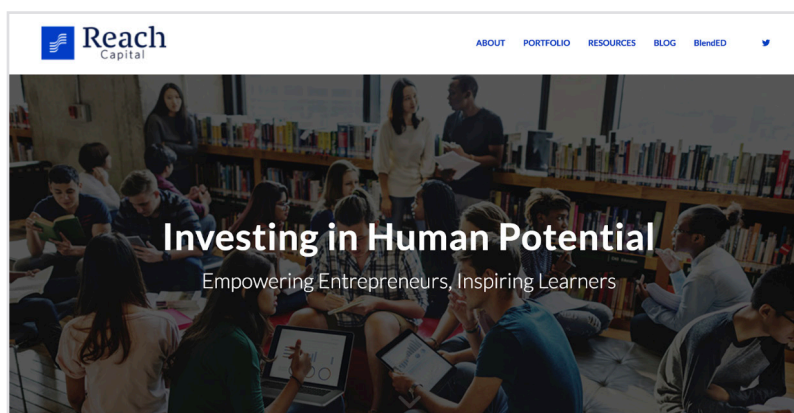 Reach
Capital
ABOUT PORTFOLIO RESOURCES BLOG BlendED
Investing in Human Potential
Empowering Entrepreneurs, Inspiring Learners